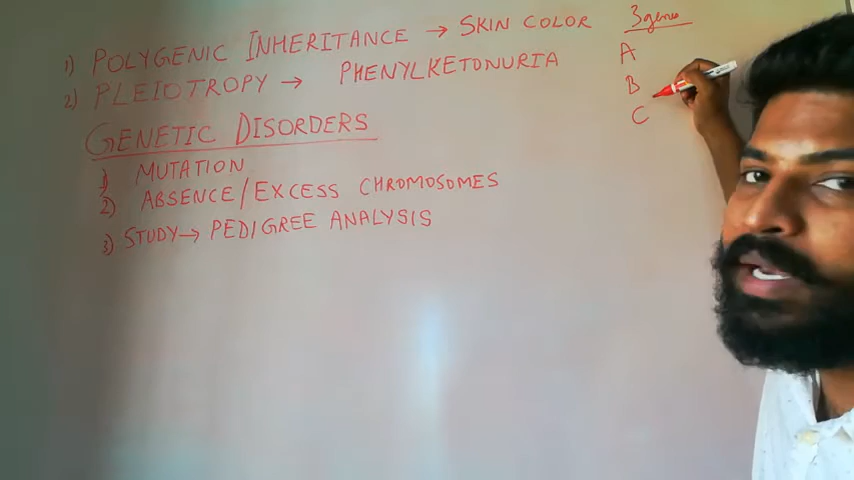 1) POLYGENIC INHERITANCE → SKIN COLOR
2) PLEIOTROPY → PHENYLKETONURIA
GENETIC DISORDERS
1) MUTATION
2) ABSENCE/EXCESS CHROMOSOMES
3) STUDY → PEDIGREE ANALYSIS
3 genes
A
B
C